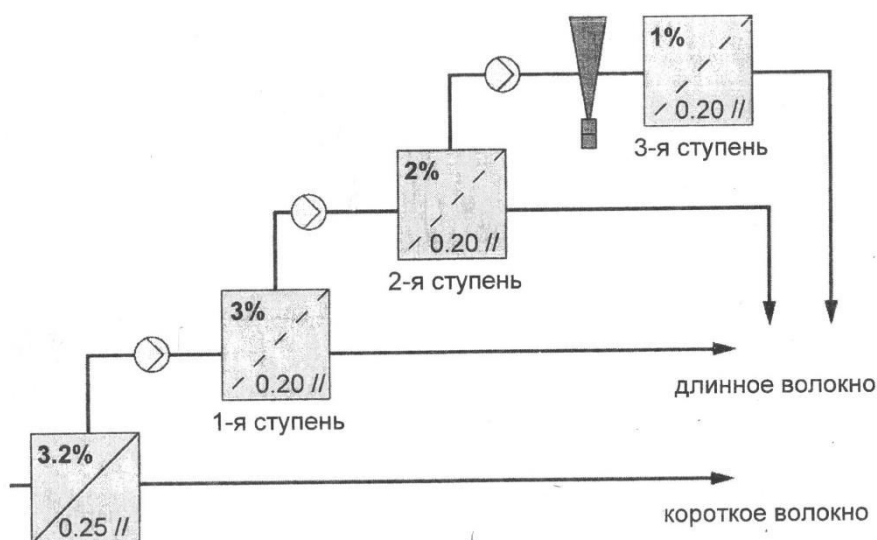 1%
0.20 //
3-я ступень
2%
0.20 //
2-я ступень
3%
0.20 //
1-я ступень
длинное волокно
3.2%
0.25 //
короткое волокно